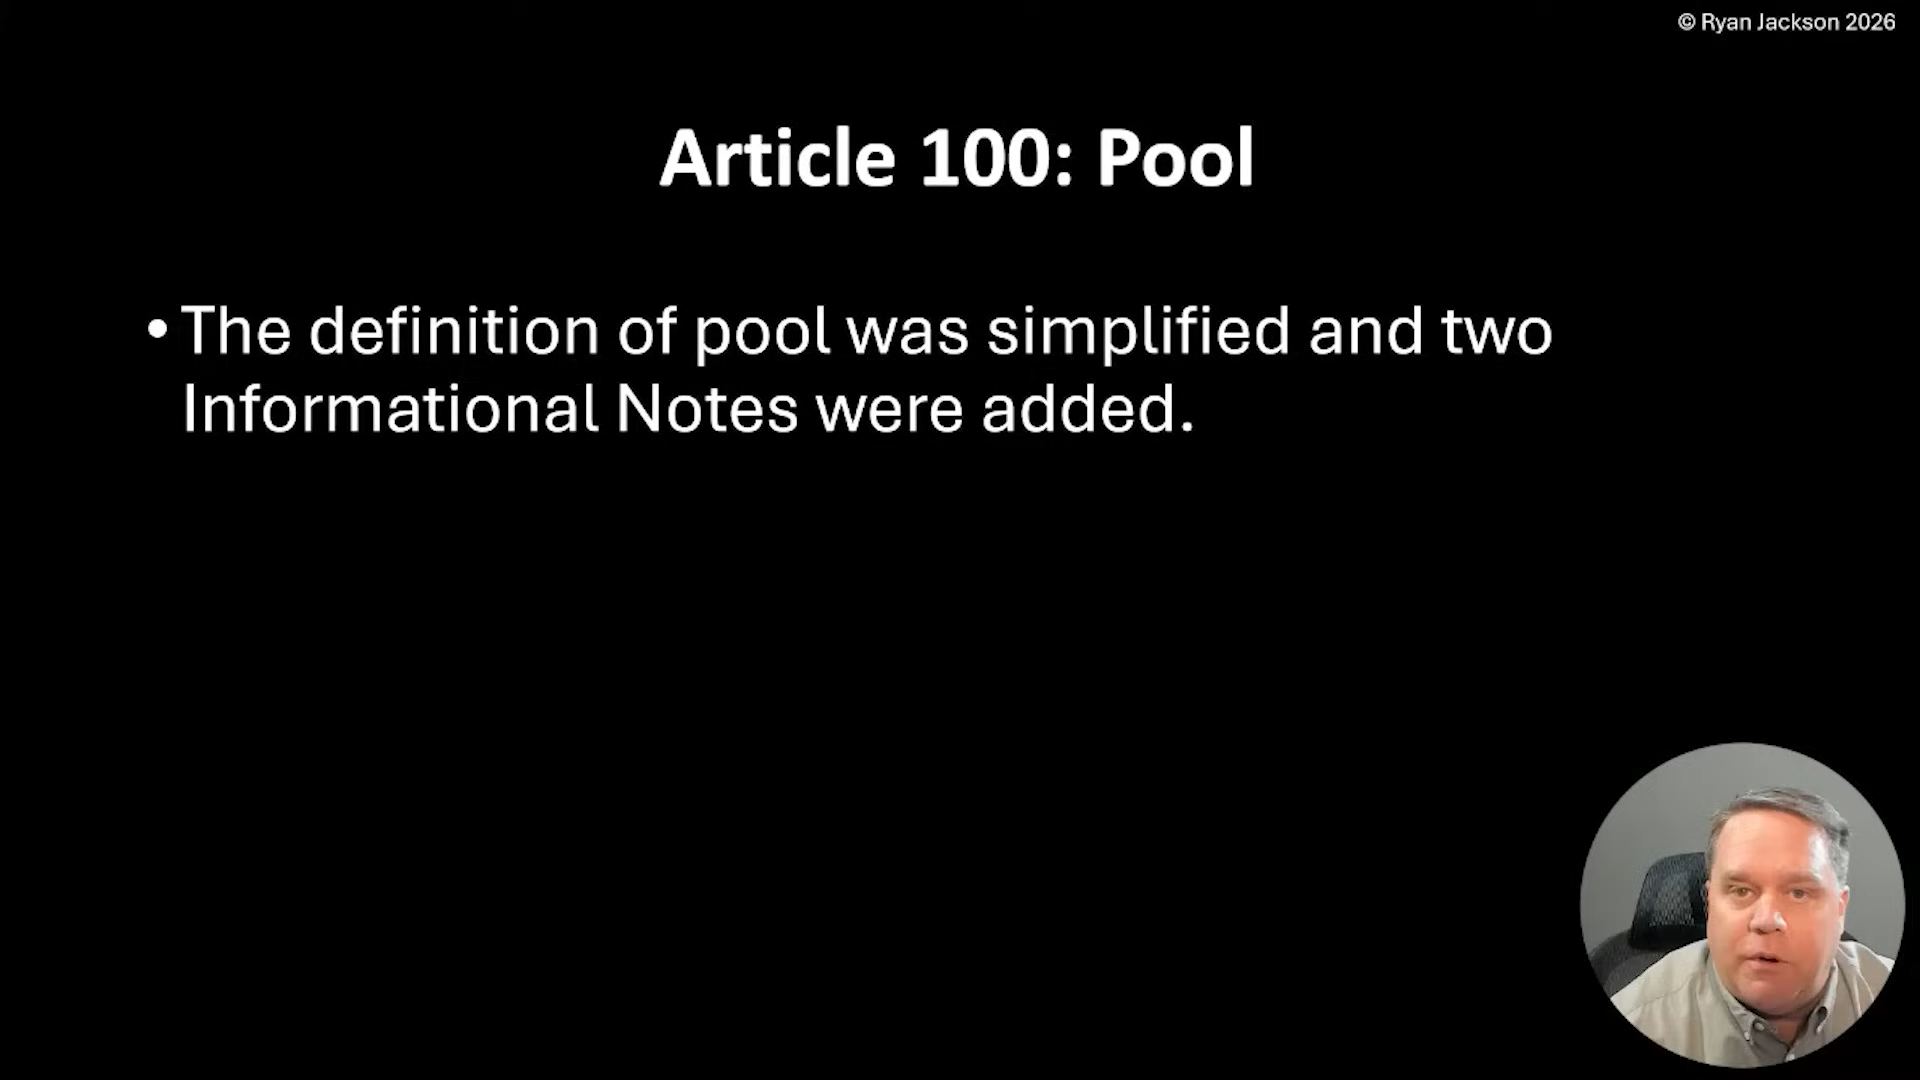 © Ryan Jackson 2026
Article 100: Pool
• The definition of pool was simplified and two
Informational Notes were added.